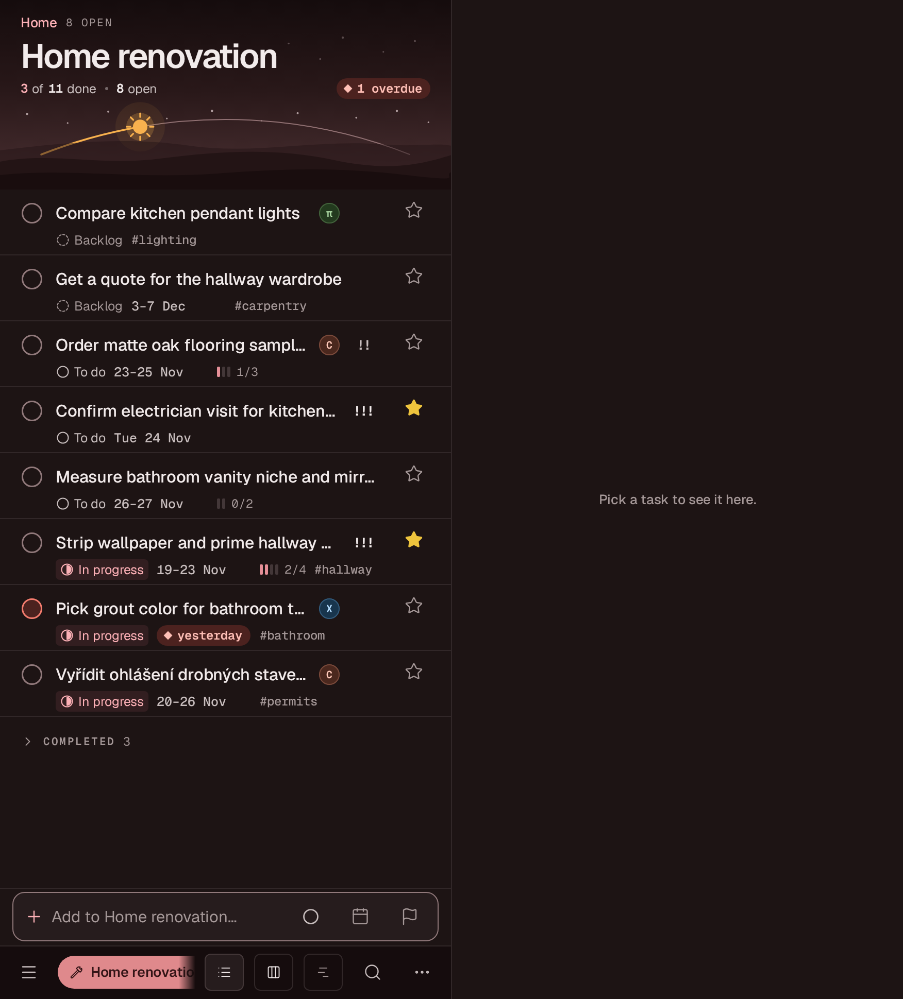 Home 8 OPEN
Home renovation
3 of 11 done • 8 open
◆ 1 overdue
Compare kitchen pendant lights π
Backlog #lighting
Get a quote for the hallway wardrobe
Backlog 3–7 Dec #carpentry
Order matte oak flooring sampl… C !!
To do 23–25 Nov 1/3
Confirm electrician visit for kitchen… !!!
To do Tue 24 Nov
Measure bathroom vanity niche and mirr…
To do 26–27 Nov 0/2
Strip wallpaper and prime hallway … !!!
In progress 19–23 Nov 2/4 #hallway
Pick grout color for bathroom t… X
In progress ◆ yesterday #bathroom
Vyřídit ohlášení drobných stave… C
In progress 20–26 Nov #permits
COMPLETED 3
Pick a task to see it here.
+ Add to Home renovation…
Home renovatio